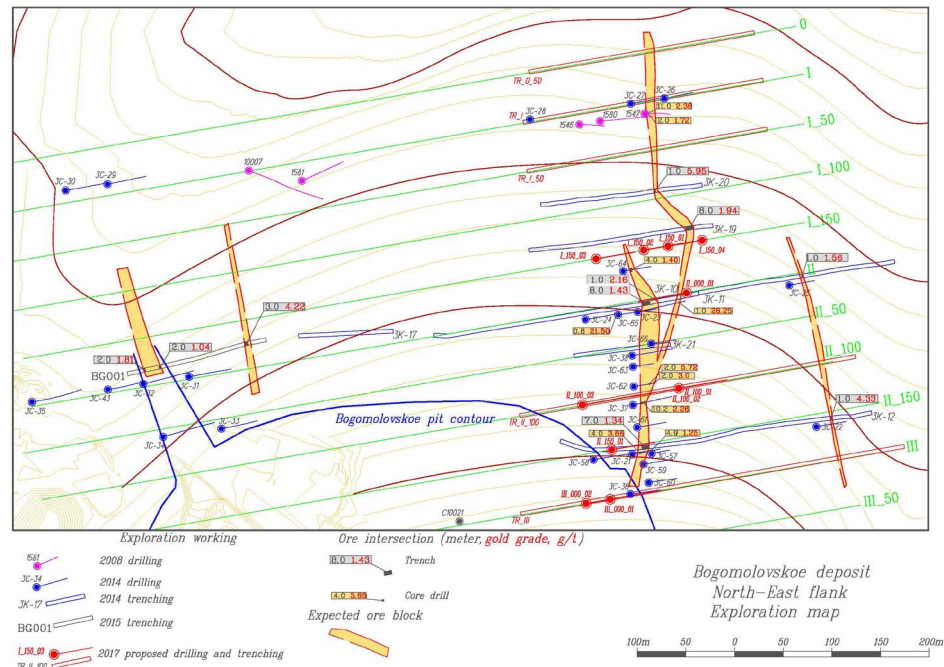 0
TR_0_50
I
3C-26
3C-27
11.0 2.36
3C-28
TR_I
1547
1580
1546
2.0 1.72
I_50
10007
1581
3C-29
3C-30
TR_I_50
I_100
1.0 5.95
3K-20
8.0 1.94
I_150
3K-19
I_150_01
I_150_02
I_150_04
I_150_03
4.0 1.40
3C-64
1.0 1.56
II
1.0 2.16
3K-10
II_000_01
8.0 1.43
3K-11
1.0 28.25
3C-24
3C-65
0.6 21.50
II_50
3.0 4.22
3K-17
3K-21
2.0 1.04
2.0 1.81
BG001
3C-38
3C-63
II_100
12.0 5.72
2.0 3.0
3C-62
II_100_01
II_100_02
II_100_03
3C-31
3C-43
3C-35
3C-37
10.2 2.26
TR_II_100
Bogomolovskoe pit contour
1.0 4.33
II_150
3K-12
3C-33
7.0 1.34
4.0 3.88
4.9 1.25
II_150_01
3C-22
3C-34
3C-58
3C-21
3C-57
3C-59
III
3C-36
3C-60
III_000_02
III_000_01
TR_III
C10021
III_50
Exploration working
1581
2008 drilling
3C-34
2014 drilling
3K-17
2014 trenching
BG001
2015 trenching
I_150_03
2017 proposed drilling and trenching
TR_II_100
Ore intersection (meter, gold grade, g/t)
8.0 1.43
Trench
4.0 3.88
Core drill
Expected ore block
Bogomolovskoe deposit
North-East flank
Exploration map
100m 50 0 50 100 150 200m